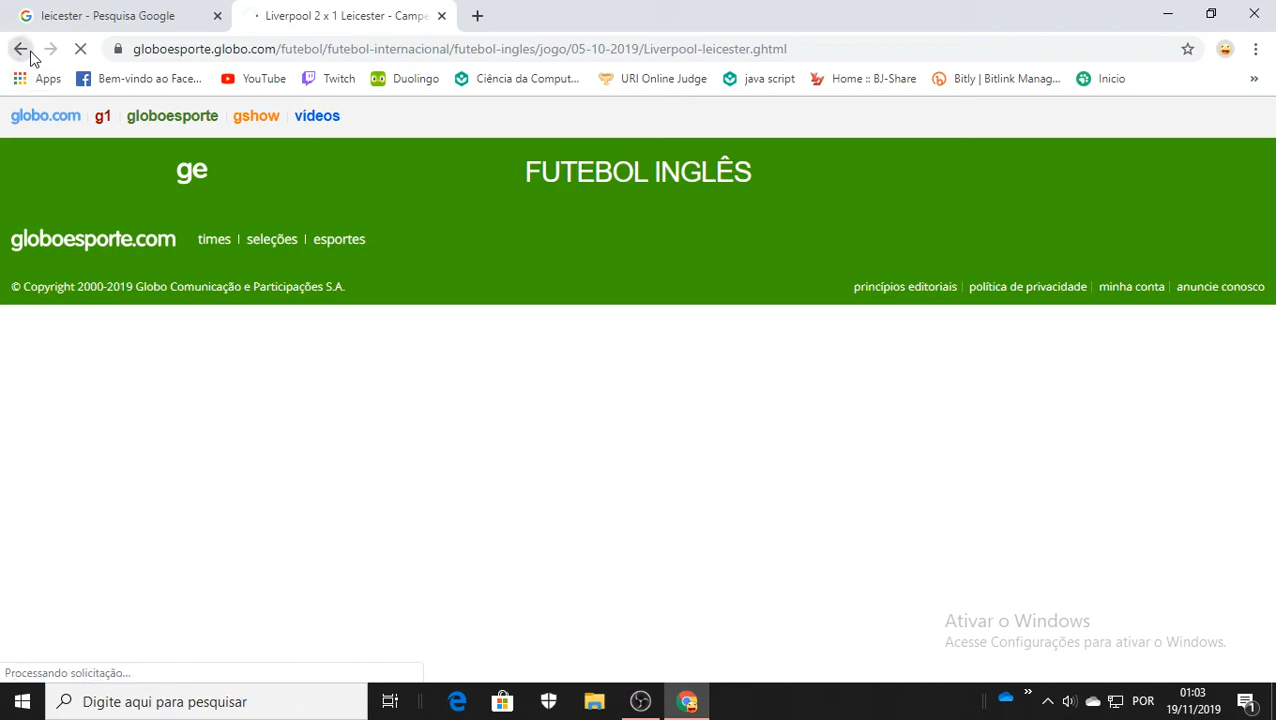 leicester - Pesquisa Google
Liverpool 2 x 1 Leicester - Campe
globoesporte.globo.com/futebol/futebol-internacional/futebol-ingles/jogo/05-10-2019/Liverpool-leicester.ghtml
Apps Bem-vindo ao Face... YouTube Twitch Duolingo Ciência da Comput... URI Online Judge java script Home :: BJ-Share Bitly | Bitlink Manag... Inicio »
globo.com g1 globoesporte gshow vídeos
ge FUTEBOL INGLÊS
globoesporte.com times seleções esportes
© Copyright 2000-2019 Globo Comunicação e Participações S.A. princípios editoriais política de privacidade minha conta anuncie conosco
Ativar o Windows
Acesse Configurações para ativar o Windows.
Processando solicitação...
Digite aqui para pesquisar
POR
01:03
19/11/2019
1